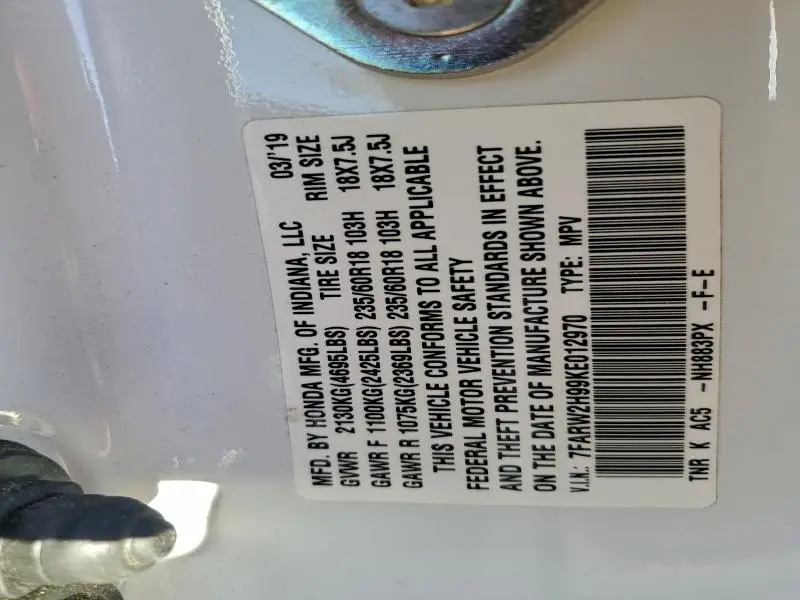 MFD. BY HONDA MFG. OF INDIANA, LLC 03/'19
GVWR 2130KG(4695LBS) TIRE SIZE RIM SIZE
GAWR F 1100KG(2425LBS) 235/60R18 103H 18X7.5J
GAWR R 1075KG(2369LBS) 235/60R18 103H 18X7.5J
THIS VEHICLE CONFORMS TO ALL APPLICABLE
FEDERAL MOTOR VEHICLE SAFETY
AND THEFT PREVENTION STANDARDS IN EFFECT
ON THE DATE OF MANUFACTURE SHOWN ABOVE.
V.I.N.: 7FARW2H99KE012970 TYPE: MPV
TNR K AC5 -NH883PX -F-E